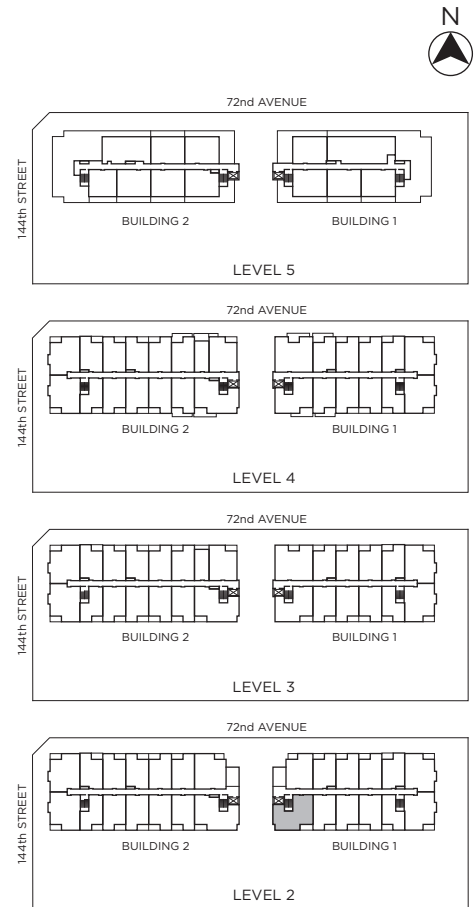 N
72nd AVENUE
144th STREET
BUILDING 2 BUILDING 1
LEVEL 5
72nd AVENUE
144th STREET
BUILDING 2 BUILDING 1
LEVEL 4
72nd AVENUE
144th STREET
BUILDING 2 BUILDING 1
LEVEL 3
72nd AVENUE
144th STREET
BUILDING 2 BUILDING 1
LEVEL 2